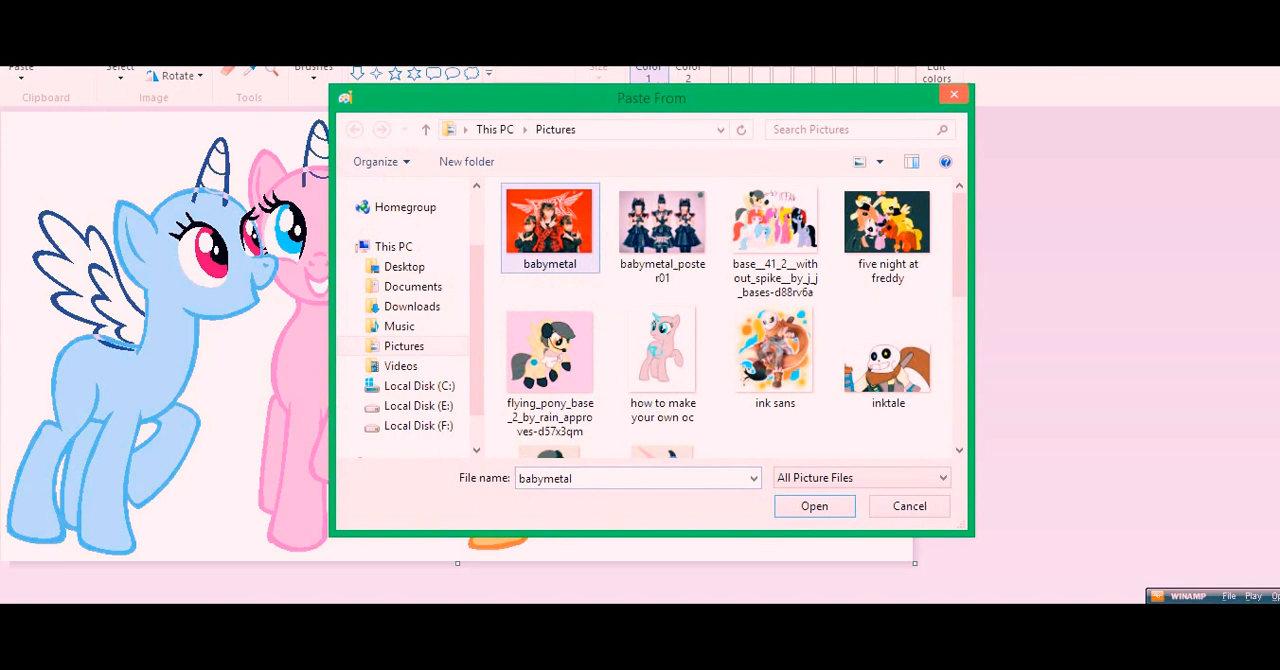 Paste
Select
Rotate
Brushes
Size
Color
1
Color
2
Edit
colors
Clipboard
Image
Tools
Paste From
This PC
Pictures
Search Pictures
Organize
New folder
Homegroup
This PC
Desktop
Documents
Downloads
Music
Pictures
Videos
Local Disk (C:)
Local Disk (E:)
Local Disk (F:)
babymetal
babymetal_poste
r01
base__41_2__with
out_spike__by_j_j
_bases-d88rv6a
five night at
freddy
flying_pony_base
_2_by_rain_appro
ves-d57x3qm
how to make
your own oc
ink sans
inktale
File name:
babymetal
All Picture Files
Open
Cancel
WINAMP
File
Play